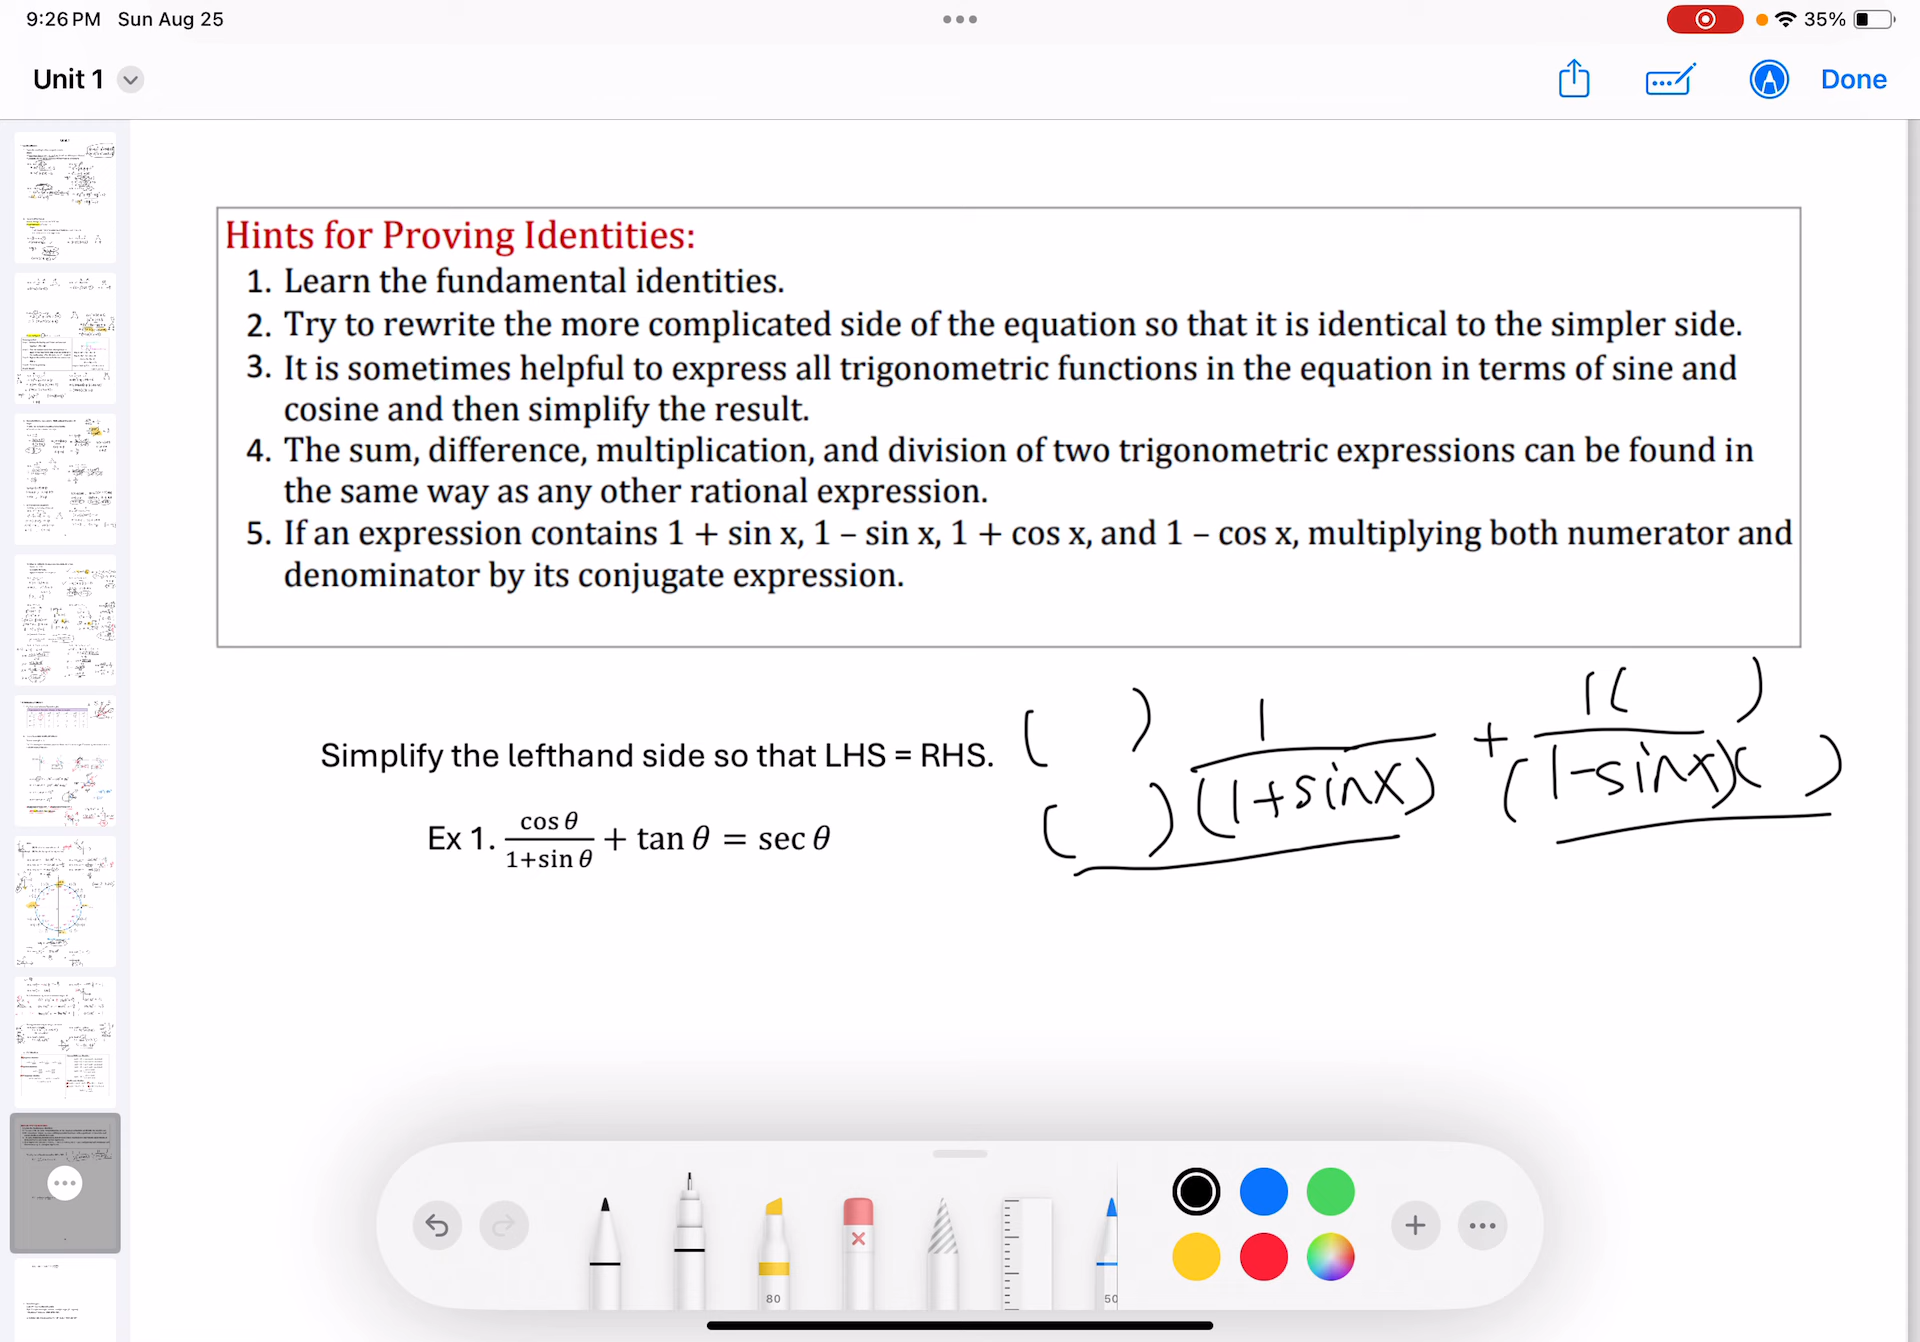 9:26 PM Sun Aug 25
35%
Unit 1
Done
Hints for Proving Identities:
1. Learn the fundamental identities.
2. Try to rewrite the more complicated side of the equation so that it is identical to the simpler side.
3. It is sometimes helpful to express all trigonometric functions in the equation in terms of sine and
cosine and then simplify the result.
4. The sum, difference, multiplication, and division of two trigonometric expressions can be found in
the same way as any other rational expression.
5. If an expression contains 1 + sin x, 1 – sin x, 1 + cos x, and 1 – cos x, multiplying both numerator and
denominator by its conjugate expression.
Simplify the lefthand side so that LHS = RHS.
( ) 1 + 1( )
( ) (1+sinx) (1-sinx)( )
Ex 1. cos θ / 1+sin θ + tan θ = sec θ
80
50